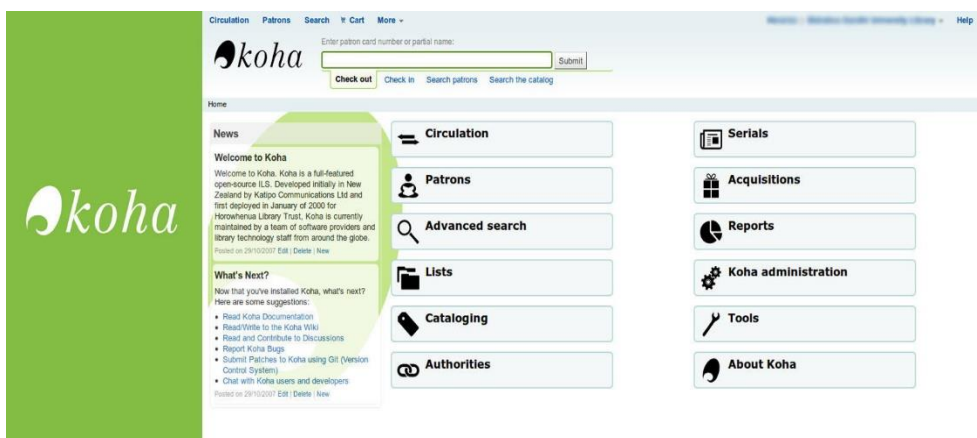 koha
Circulation Patrons Search Cart More
Help
koha
Enter patron card number or partial name:
Submit
Check out Check in Search patrons Search the catalog
Home
News
Welcome to Koha
Welcome to Koha. Koha is a full-featured
open-source ILS. Developed initially in New
Zealand by Katipo Communications Ltd and
first deployed in January of 2000 for
Horowhenua Library Trust, Koha is currently
maintained by a team of software providers and
library technology staff from around the globe.
Posted on 29/10/2007 Edit | Delete | New
What's Next?
Now that you've installed Koha, what's next?
Here are some suggestions:
Read Koha Documentation
Read/Write to the Koha Wiki
Read and Contribute to Discussions
Report Koha Bugs
Submit Patches to Koha using Git (Version
Control System)
Chat with Koha users and developers
Posted on 29/10/2007 Edit | Delete | New
Circulation
Patrons
Advanced search
Lists
Cataloging
Authorities
Serials
Acquisitions
Reports
Koha administration
Tools
About Koha